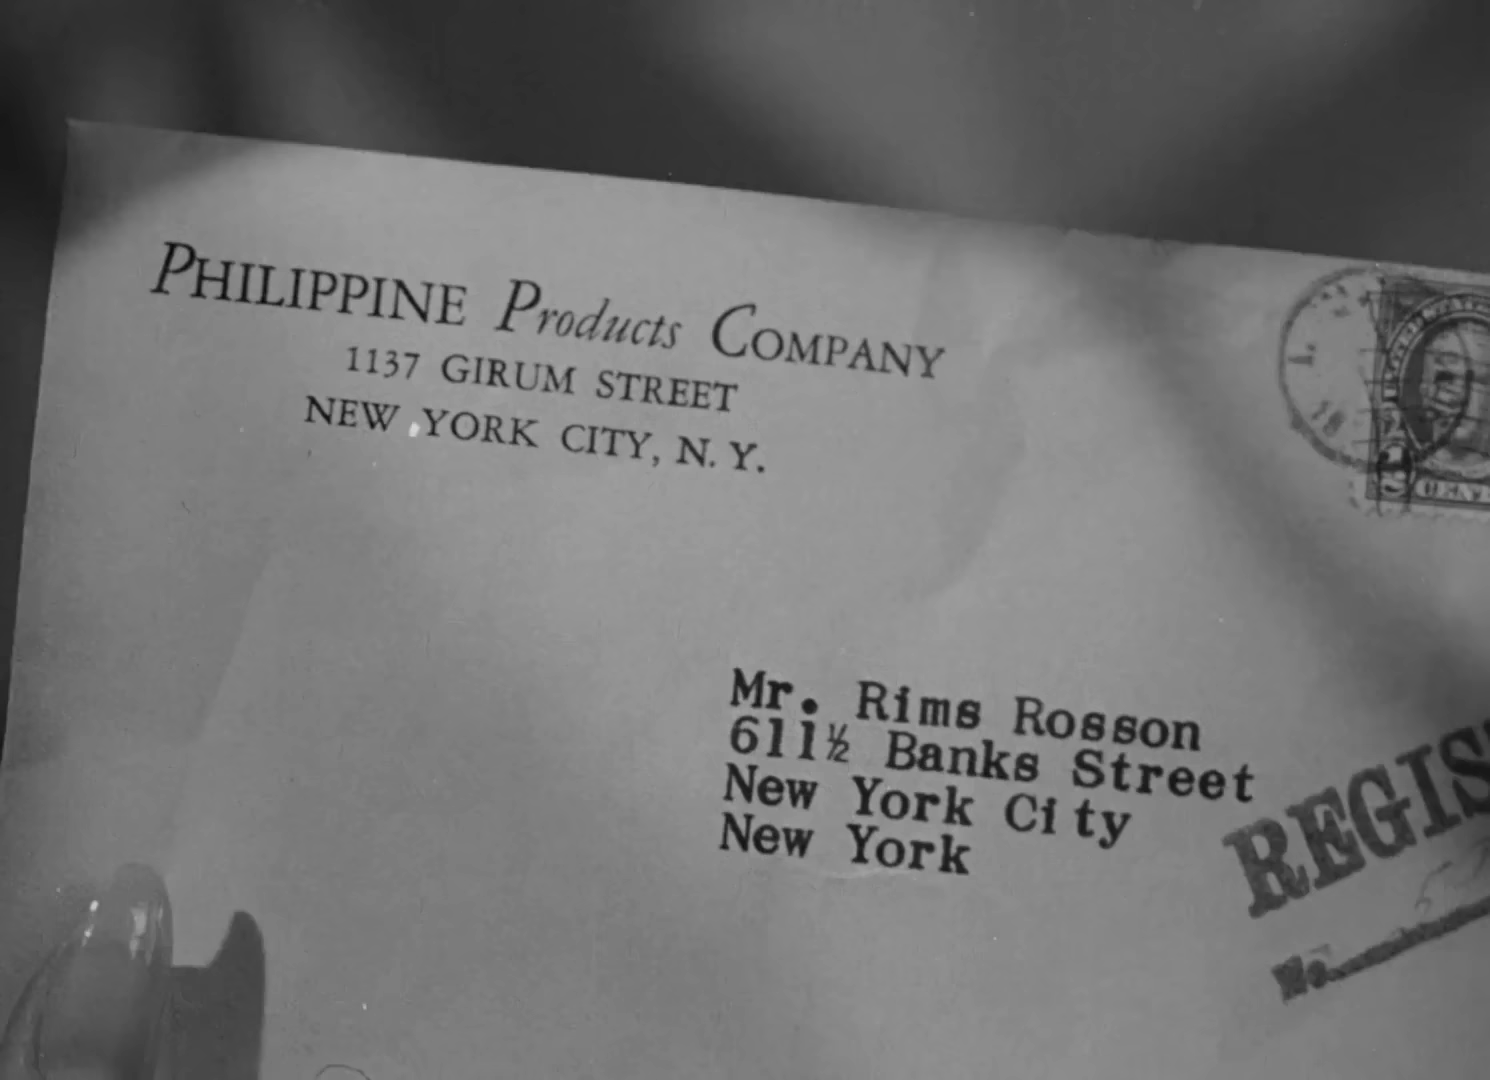 PHILIPPINE Products COMPANY
1137 GIRUM STREET
NEW YORK CITY, N. Y.
Mr. Rims Rosson
611½ Banks Street
New York City
New York
REGIS
No.